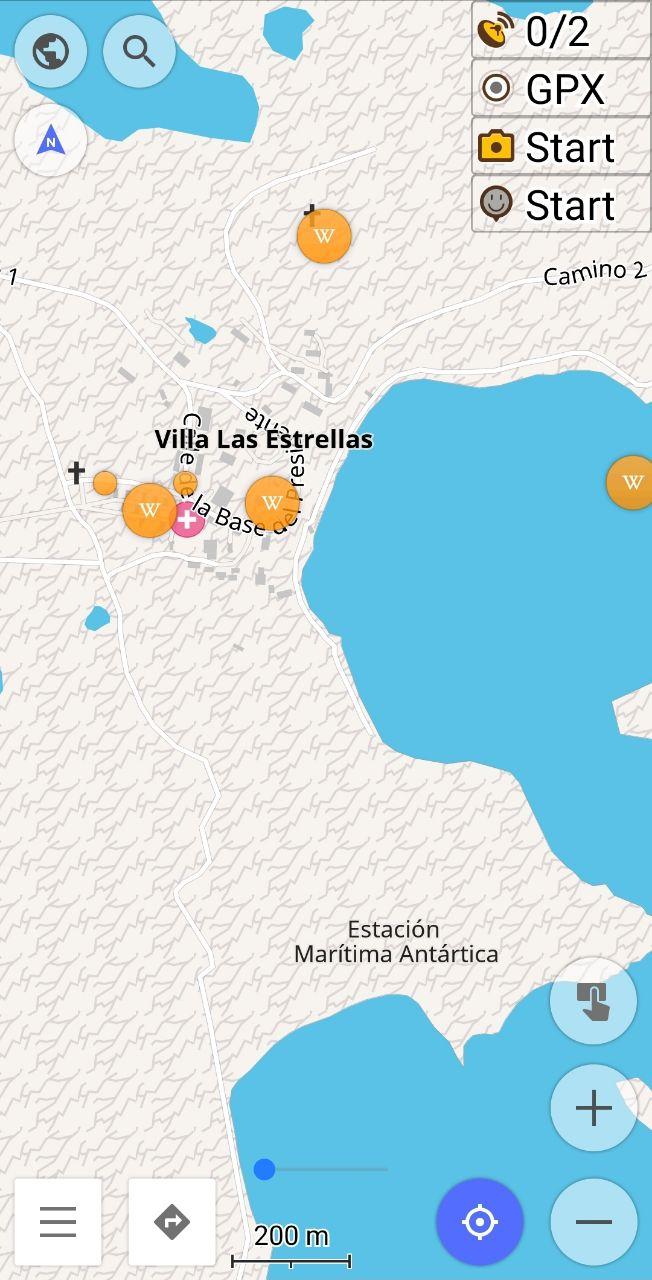 0/2
GPX
N
Start
Start
W
Camino 2
1
Villa Las Estrellas
Calle de la Base
del Presidente
W
W
W
Estación
Marítima Antártica
200 m